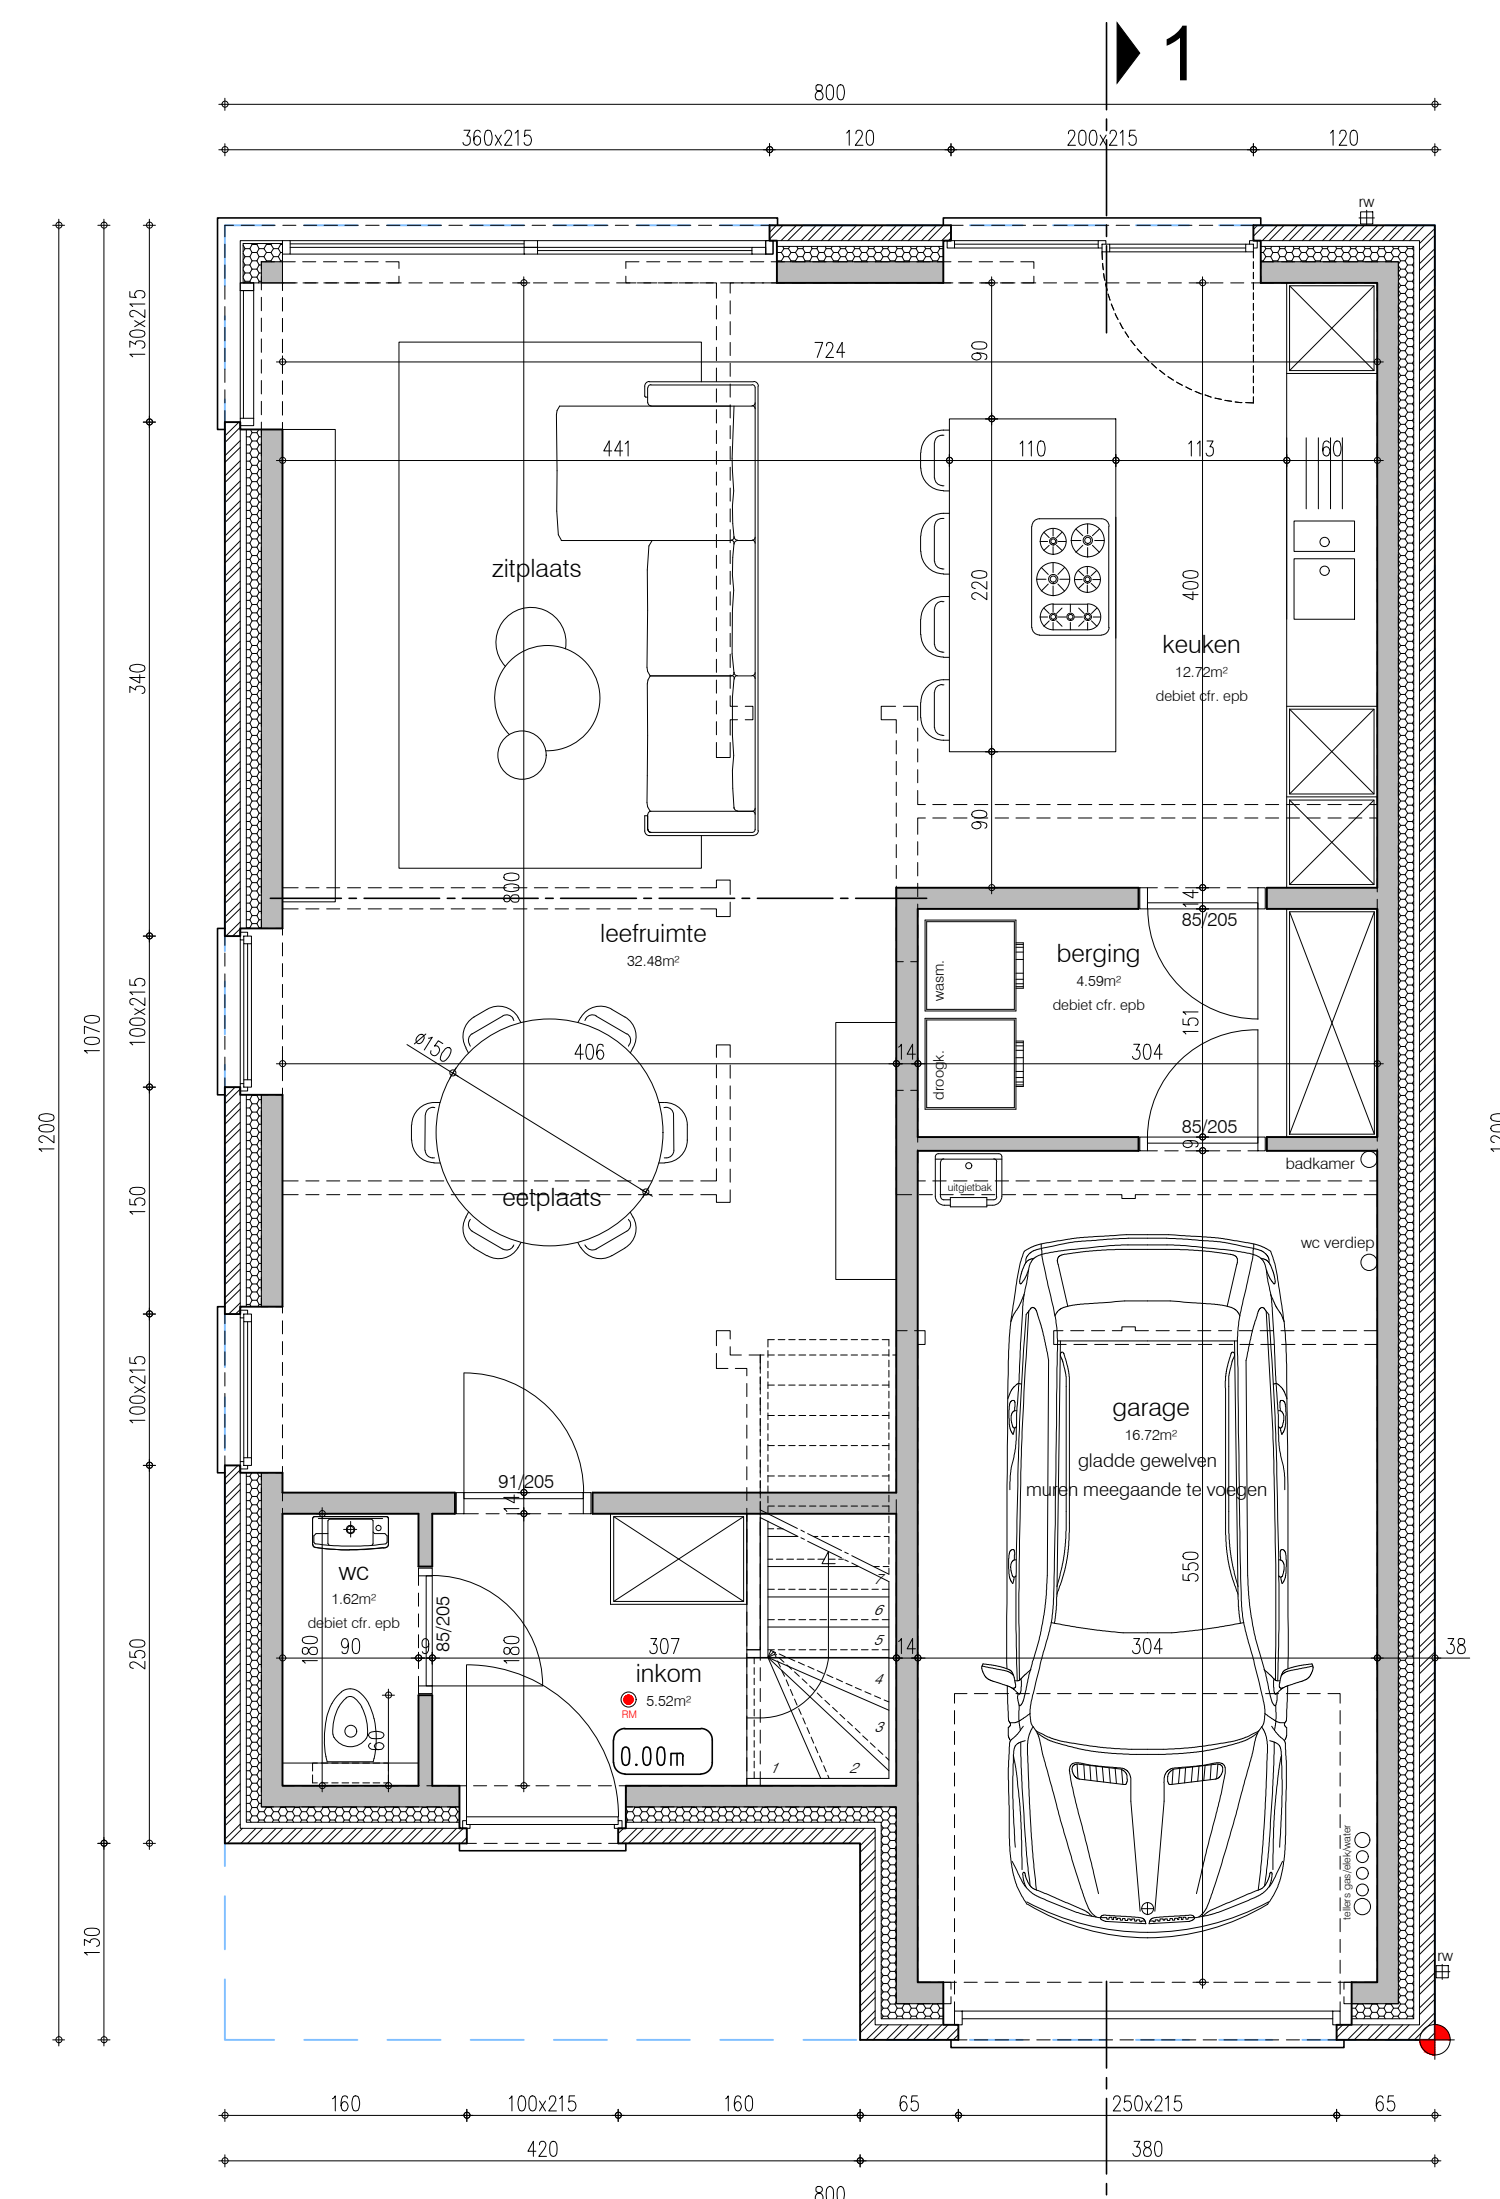 1
800
360x215
120
200x215
120
rw
130x215
724
90
441
110
113
60
zitplaats
340
220
400
keuken
12.72m²
debiet cfr. epb
90
800
14
85/205
leefruimte
32.48m²
berging
4.59m²
debiet cfr. epb
wasm.
100x215
1070
151
ø150
406
14
304
droogk.
1200
1200
85/205
9
badkamer
uitgietbak
150
eetplaats
wc verdiep
100x215
garage
16.72m²
gladde gewelven
muren meegaande te voegen
91/205
14
550
wc
1.62m²
debiet cfr. epb
7
6
5
4
3
2
1
85/205
180
90
9
180
307
14
304
38
250
inkom
5.52m²
RM
60
0.00m
tellers gas/elek/water
130
rw
160
100x215
160
65
250x215
65
420
380
800